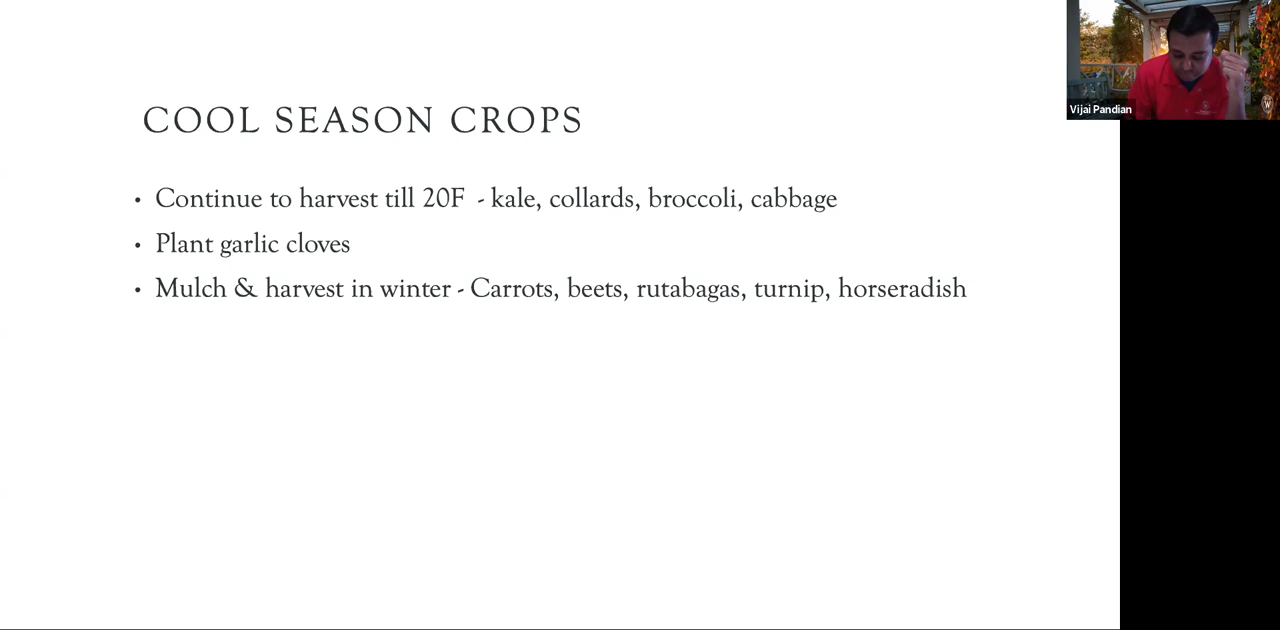 COOL SEASON CROPS
• Continue to harvest till 20F - kale, collards, broccoli, cabbage
• Plant garlic cloves
• Mulch & harvest in winter - Carrots, beets, rutabagas, turnip, horseradish
Vijai Pandian
W